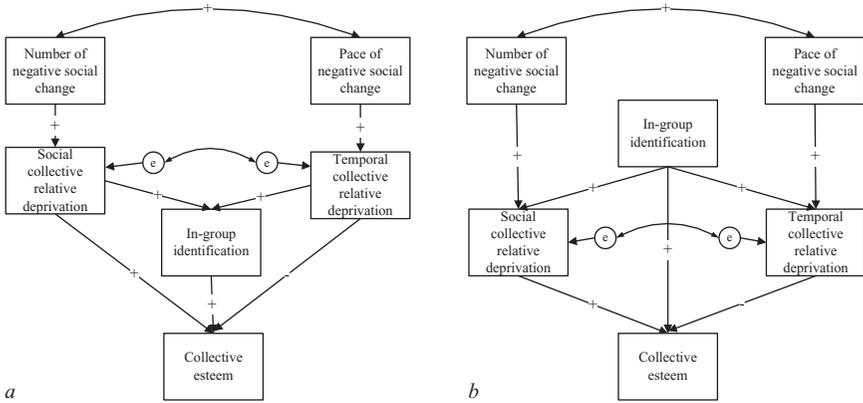 +
Number of
negative social
change
Pace of
negative social
change
+
+
Social
collective
relative
deprivation
e
e
Temporal
collective
relative
deprivation
+
+
In-group
identification
+
+
-
Collective
esteem
a
+
Number of
negative social
change
Pace of
negative social
change
In-group
identification
+
+
+
+
Social
collective
relative
deprivation
e
e
Temporal
collective
relative
deprivation
+
+
-
Collective
esteem
b